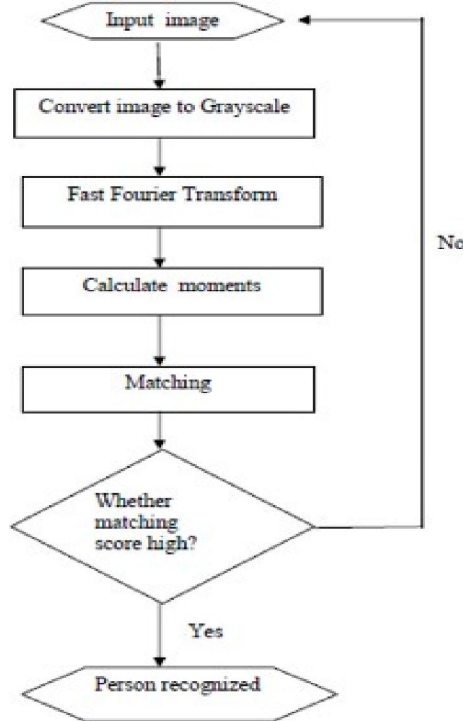 Input image
Convert image to Grayscale
Fast Fourier Transform
No
Calculate moments
Matching
Whether
matching
score high?
Yes
Person recognized